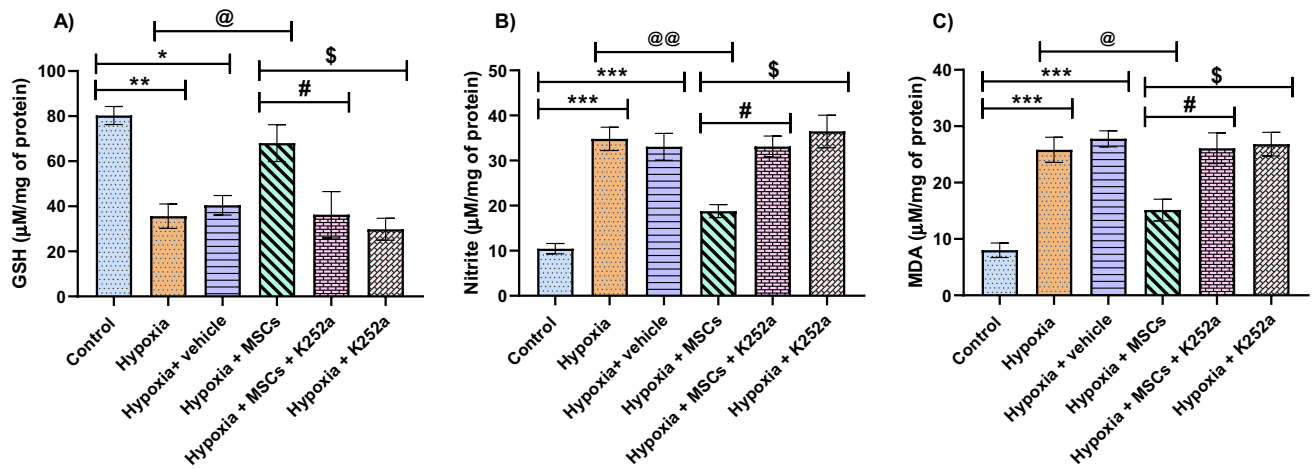 A)
@
*
$
**
#
GSH (µM/mg of protein)
100
80
60
40
20
0
Control
Hypoxia
Hypoxia+ vehicle
Hypoxia + MSCs
Hypoxia + MSCs + K252a
Hypoxia + K252a
B)
@@
***
$
***
#
Nitrite (µM/mg of protein)
50
40
30
20
10
0
Control
Hypoxia
Hypoxia+ vehicle
Hypoxia + MSCs
Hypoxia + MSCs + K252a
Hypoxia + K252a
C)
@
***
$
***
#
MDA (µM/mg of protein)
40
30
20
10
0
Control
Hypoxia
Hypoxia+ vehicle
Hypoxia + MSCs
Hypoxia + MSCs + K252a
Hypoxia + K252a